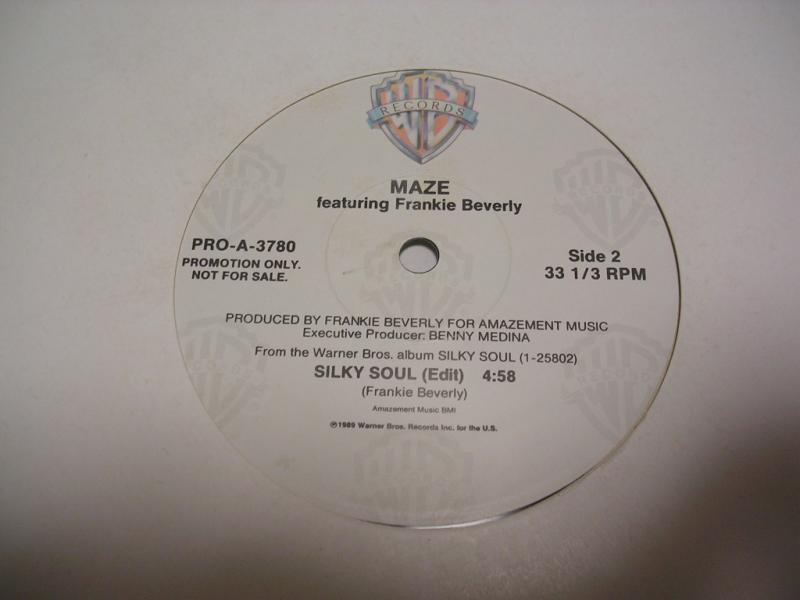 WB
RECORDS
MAZE
featuring Frankie Beverly
PRO-A-3780
PROMOTION ONLY.
NOT FOR SALE.
Side 2
33 1/3 RPM
PRODUCED BY FRANKIE BEVERLY FOR AMAZEMENT MUSIC
Executive Producer: BENNY MEDINA
From the Warner Bros. album SILKY SOUL (1-25802)
SILKY SOUL (Edit) 4:58
(Frankie Beverly)
Amazement Music BMI
℗1989 Warner Bros. Records Inc. for the U.S.